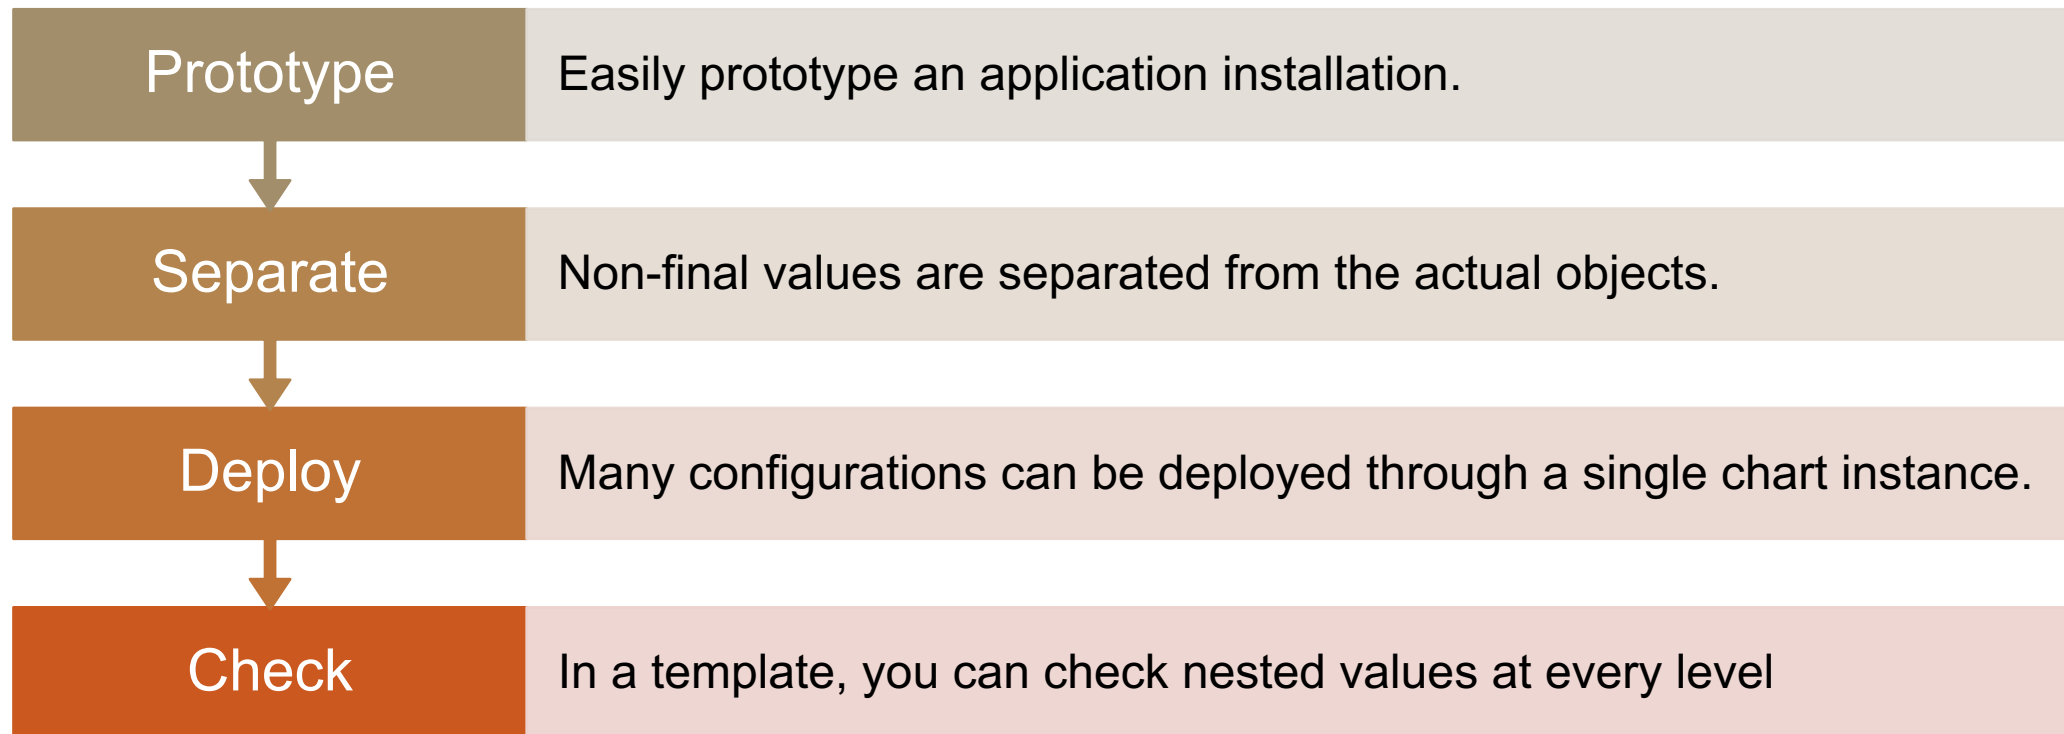 Prototype
Easily prototype an application installation.
Separate
Non-final values are separated from the actual objects.
Deploy
Many configurations can be deployed through a single chart instance.
Check
In a template, you can check nested values at every level